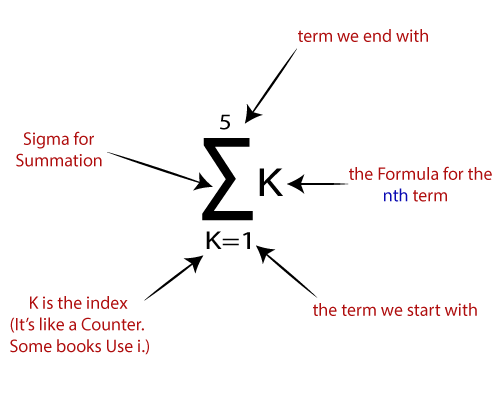 term we end with
5
Sigma for
Summation
∑ K
the Formula for the
nth term
K=1
K is the index
(It's like a Counter.
Some books Use i.)
the term we start with